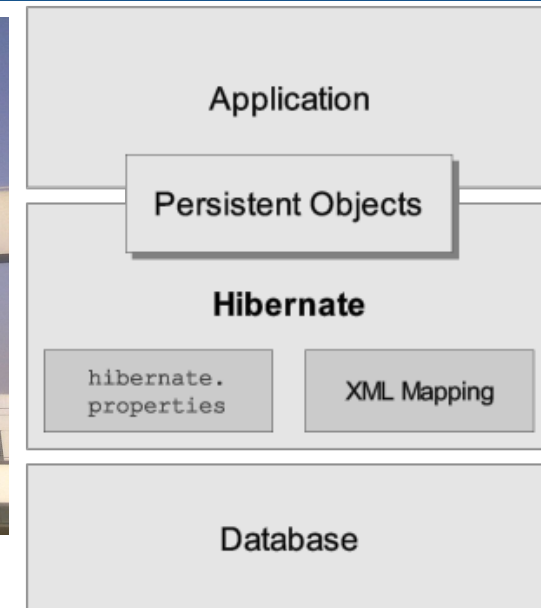 Application
Persistent Objects
Hibernate
hibernate.
properties
XML Mapping
Database